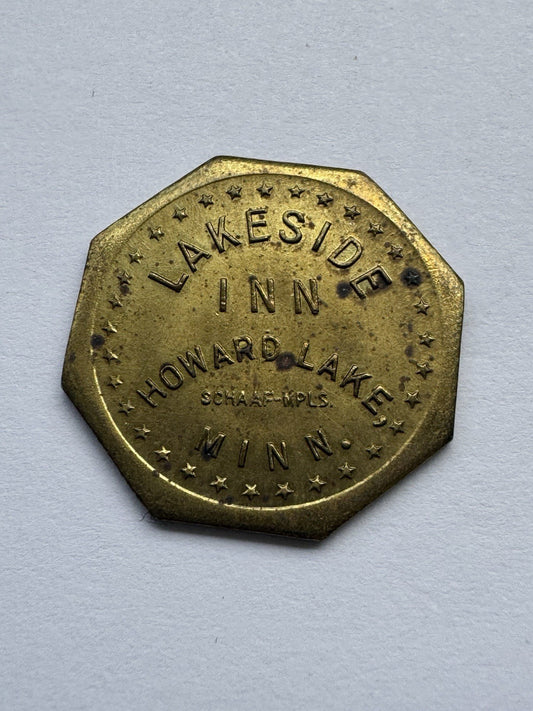 LAKESIDE
INN
HOWARD LAKE,
SCHAAF-MPLS.
MINN.